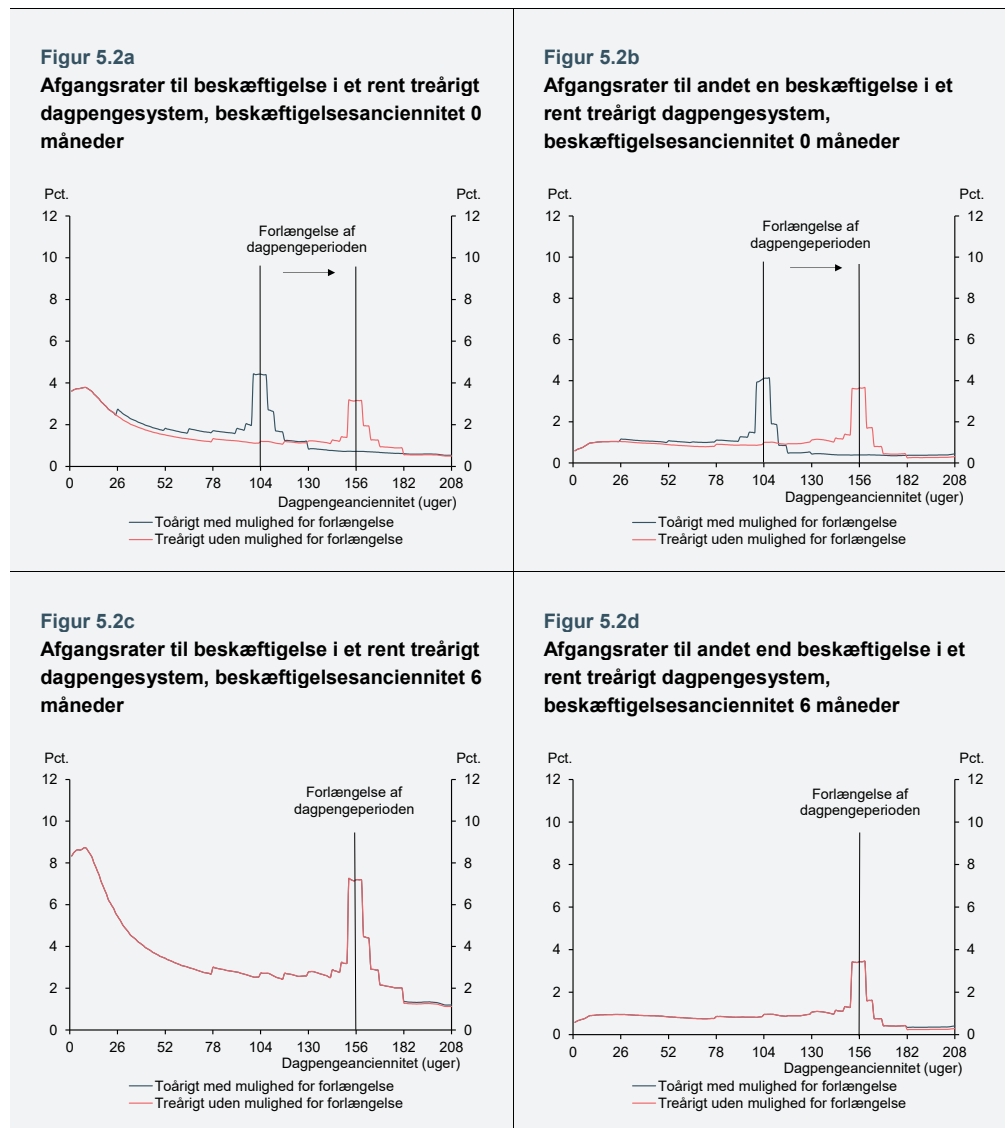 Figur 5.2a
Afgangsrater til beskæftigelse i et rent treårigt
dagpengesystem, beskæftigelsesanciennitet 0
måneder
Pct.
Pct.
12
10
8
6
4
2
0
12
10
8
6
4
2
0
Forlængelse af
dagpengeperioden
0 26 52 78 104 130 156 182 208
Dagpengeanciennitet (uger)
Toårigt med mulighed for forlængelse
Treårigt uden mulighed for forlængelse
Figur 5.2b
Afgangsrater til andet en beskæftigelse i et
rent treårigt dagpengesystem,
beskæftigelsesanciennitet 0 måneder
Pct.
Pct.
12
10
8
6
4
2
0
12
10
8
6
4
2
0
Forlængelse af
dagpengeperioden
0 26 52 78 104 130 156 182 208
Dagpengeanciennitet (uger)
Toårigt med mulighed for forlængelse
Treårigt uden mulighed for forlængelse
Figur 5.2c
Afgangsrater til beskæftigelse i et rent treårigt
dagpengesystem, beskæftigelsesanciennitet 6
måneder
Pct.
Pct.
12
10
8
6
4
2
0
12
10
8
6
4
2
0
Forlængelse af
dagpengeperioden
0 26 52 78 104 130 156 182 208
Dagpengeanciennitet (uger)
Toårigt med mulighed for forlængelse
Treårigt uden mulighed for forlængelse
Figur 5.2d
Afgangsrater til andet end beskæftigelse i et
rent treårigt dagpengesystem,
beskæftigelsesanciennitet 6 måneder
Pct.
Pct.
12
10
8
6
4
2
0
12
10
8
6
4
2
0
Forlængelse af
dagpengeperioden
0 26 52 78 104 130 156 182 208
Dagpengeanciennitet (uger)
Toårigt med mulighed for forlængelse
Treårigt uden mulighed for forlængelse